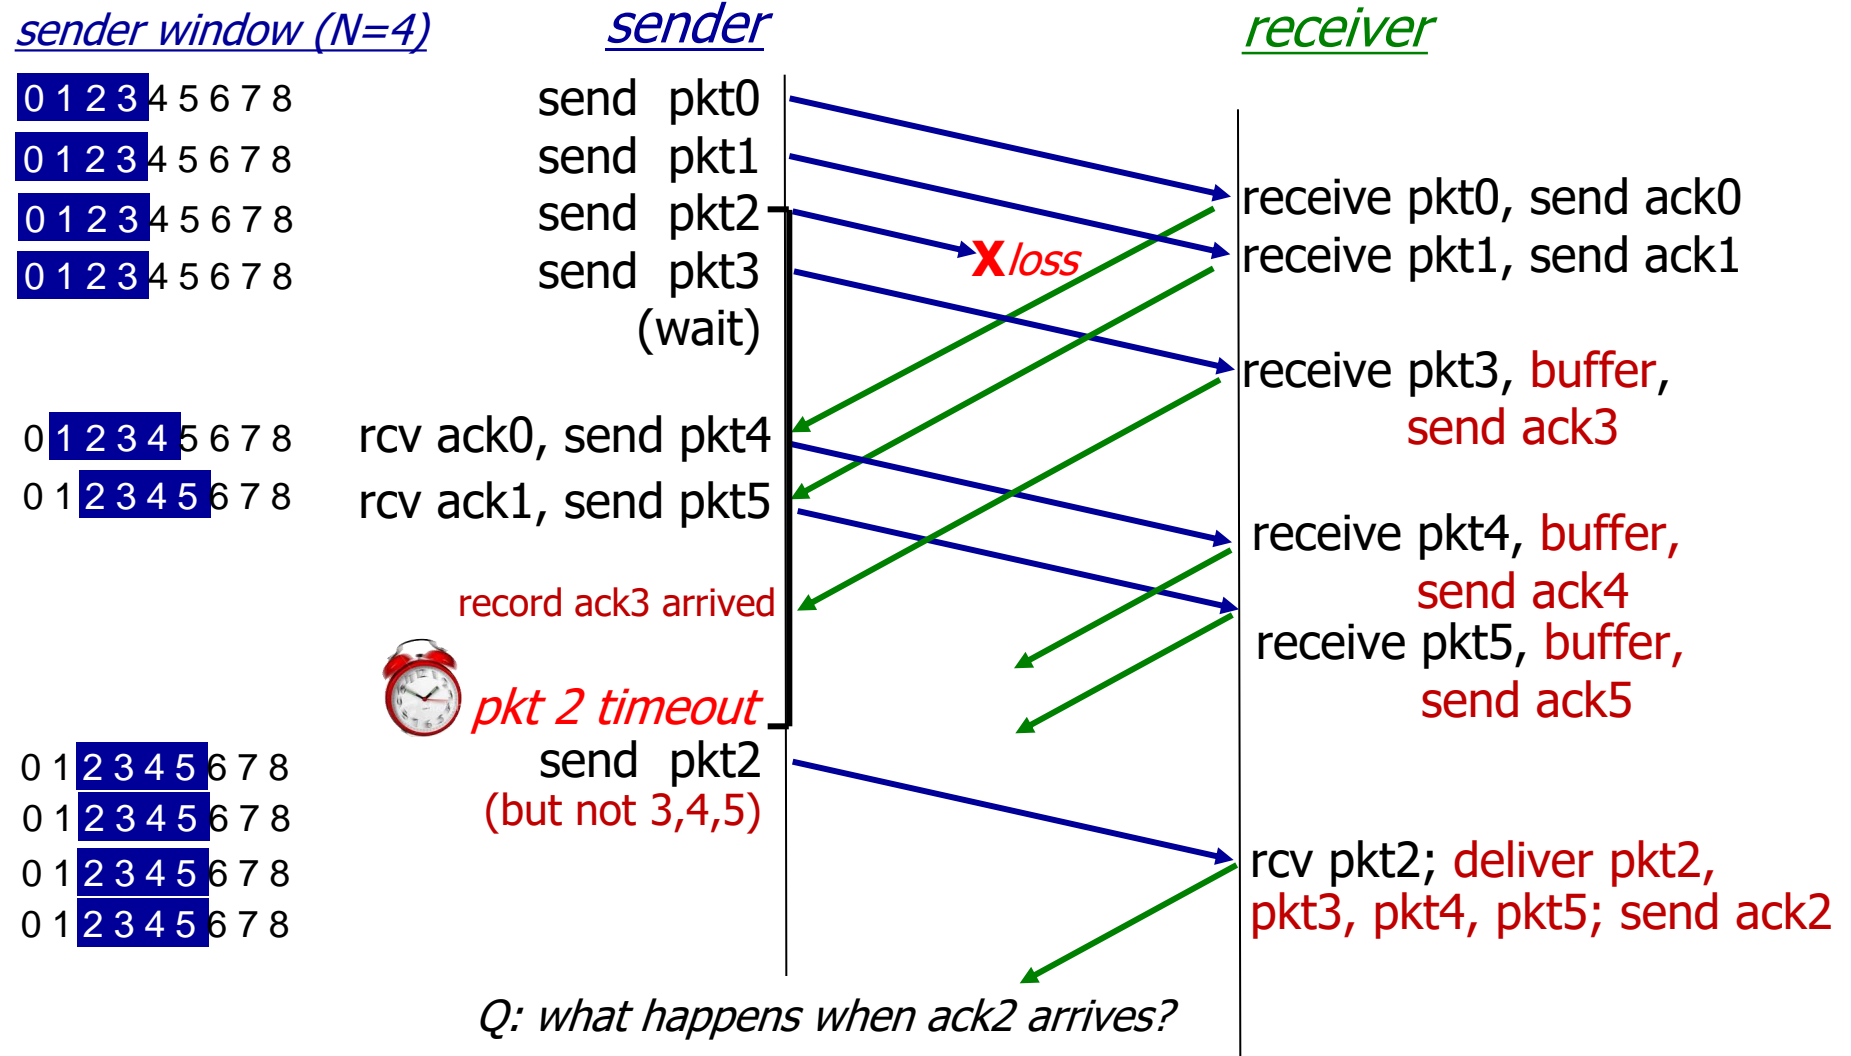 sender window (N=4) sender receiver
0 1 2 3 4 5 6 7 8 send pkt0
0 1 2 3 4 5 6 7 8 send pkt1
receive pkt0, send ack0
0 1 2 3 4 5 6 7 8 send pkt2
X loss
receive pkt1, send ack1
0 1 2 3 4 5 6 7 8 send pkt3
(wait)
receive pkt3, buffer,
send ack3
0 1 2 3 4 5 6 7 8 rcv ack0, send pkt4
0 1 2 3 4 5 6 7 8 rcv ack1, send pkt5
receive pkt4, buffer,
send ack4
record ack3 arrived
receive pkt5, buffer,
send ack5
pkt 2 timeout
0 1 2 3 4 5 6 7 8 send pkt2
0 1 2 3 4 5 6 7 8 (but not 3,4,5)
0 1 2 3 4 5 6 7 8 rcv pkt2; deliver pkt2,
0 1 2 3 4 5 6 7 8 pkt3, pkt4, pkt5; send ack2
Q: what happens when ack2 arrives?